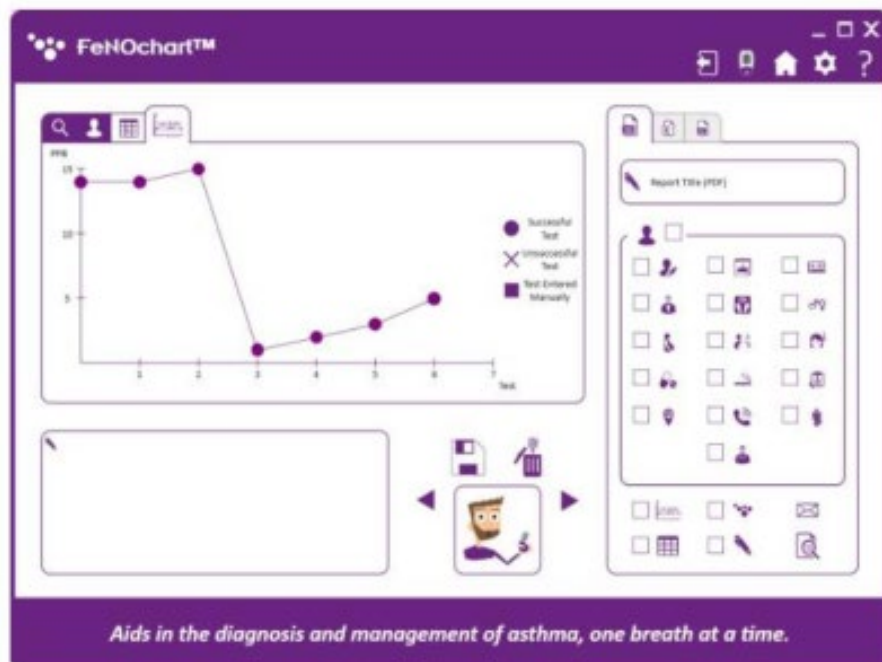 FeNOchart™
PPB
15
10
5
1
2
3
4
5
6
7
Test
Successful
Test
Unsuccessful
Test
Test Entered
Manually
Report Title (PDF)
Aids in the diagnosis and management of asthma, one breath at a time.